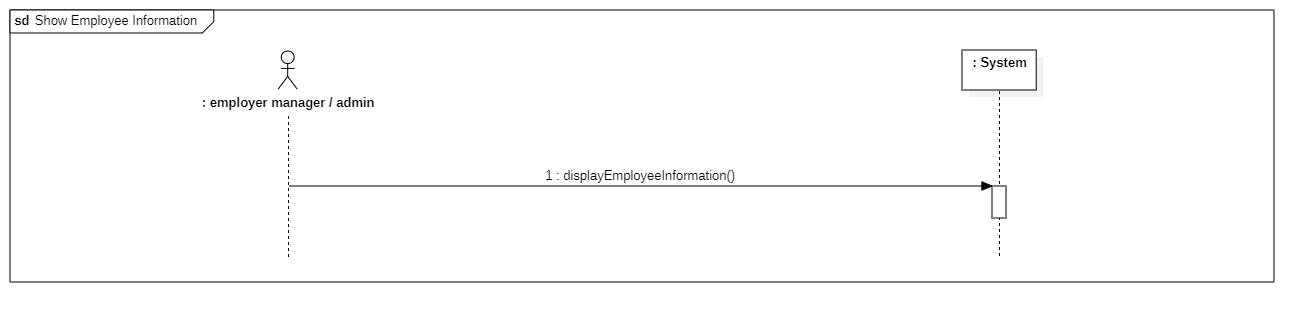 sd Show Employee Information
: employer manager / admin
: System
1 : displayEmployeeInformation()